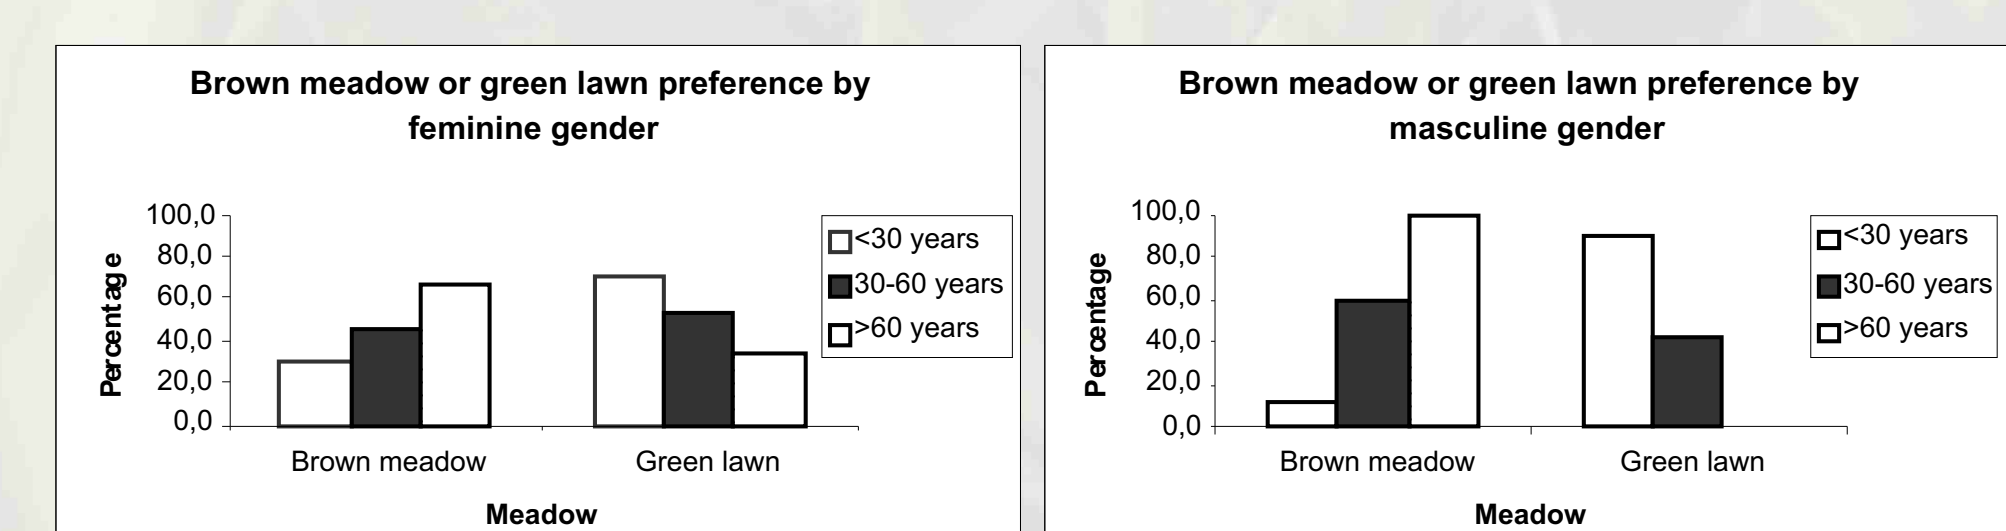 Brown meadow or green lawn preference by
feminine gender
100,0
80,0
60,0
40,0
20,0
0,0
Percentage
Brown meadow
Green lawn
Meadow
<30 years
30-60 years
>60 years
Brown meadow or green lawn preference by
masculine gender
100,0
80,0
60,0
40,0
20,0
0,0
Percentage
Brown meadow
Green lawn
Meadow
<30 years
30-60 years
>60 years